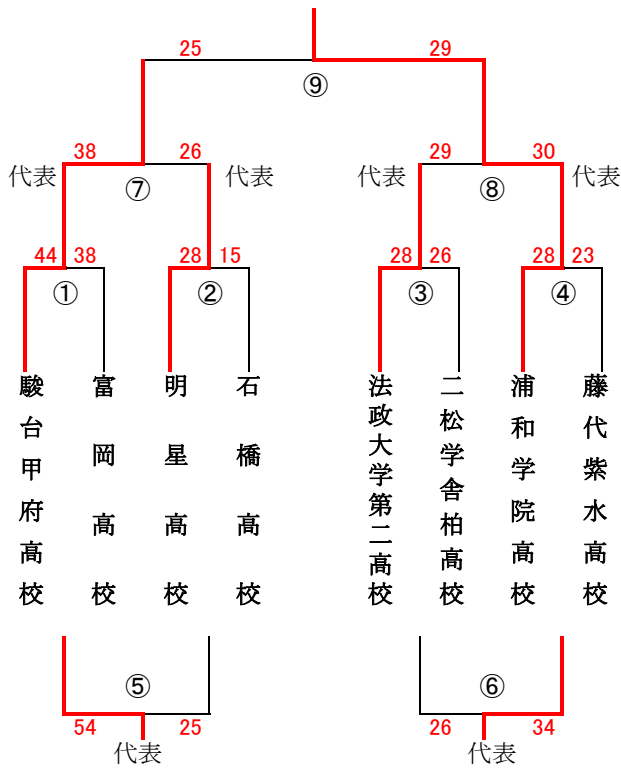 25 29
⑨
38 26 29 30
代表 ⑦ 代表 代表 ⑧ 代表
44 38 28 15 28 26 28 23
① ② ③ ④
駿台甲府高校
富岡高校
明星高校
石橋高校
法政大学第二高校
二松学舎柏高校
浦和学院高校
藤代紫水高校
⑤ ⑥
54 25 26 34
代表 代表